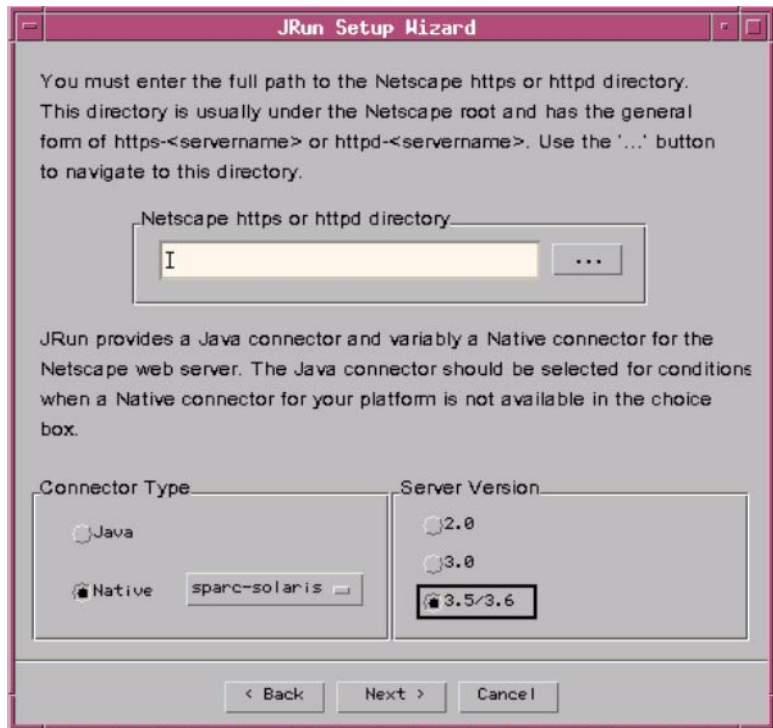 JRun Setup Wizard
You must enter the full path to the Netscape https or httpd directory.
This directory is usually under the Netscape root and has the general
form of https-<servername> or httpd-<servername>. Use the '...' button
to navigate to this directory.
Netscape https or httpd directory
...
JRun provides a Java connector and variably a Native connector for the
Netscape web server. The Java connector should be selected for conditions
when a Native connector for your platform is not available in the choice
box.
Connector Type
Java
Native sparc-solaris
Server Version
2.0
3.0
3.5/3.6
< Back Next > Cancel